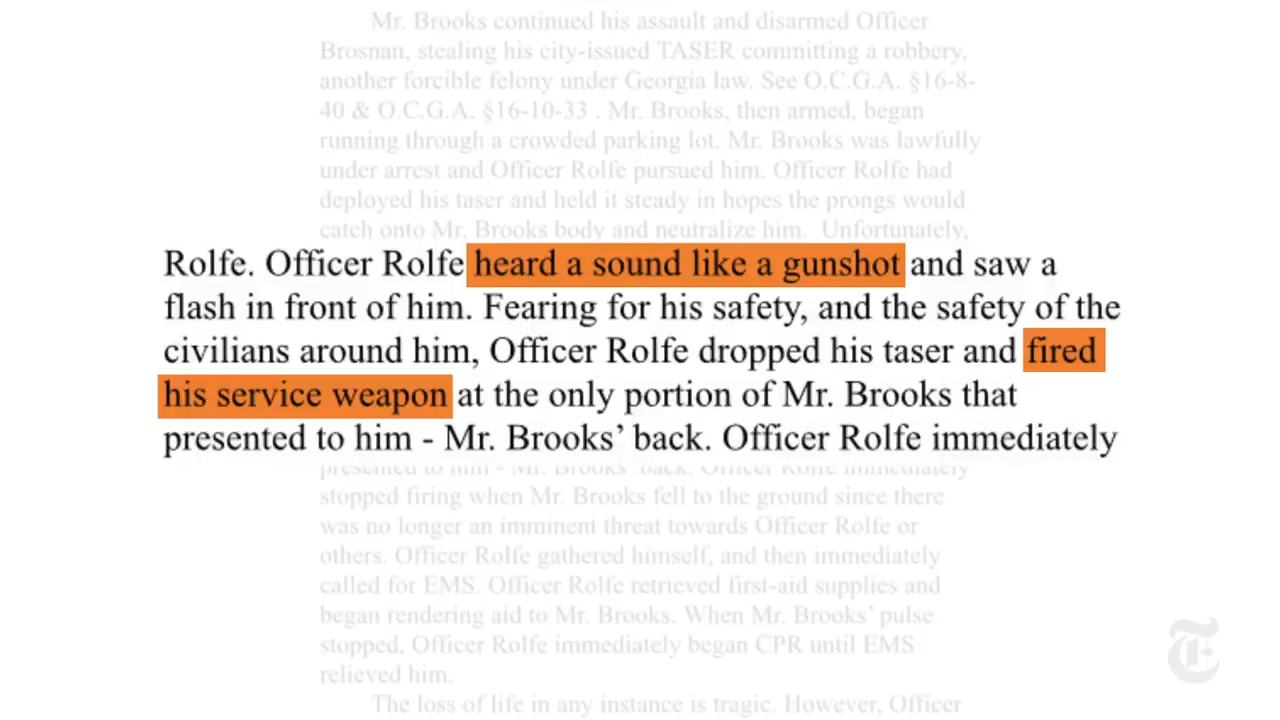 Mr. Brooks continued his assault and disarmed Officer
Brosnan, stealing his city-issued TASER committing a robbery,
another forcible felony under Georgia law. See O.C.G.A. §16-8-
40 & O.C.G.A. §16-10-33 . Mr. Brooks, then armed, began
running through a crowded parking lot. Mr. Brooks was lawfully
under arrest and Officer Rolfe pursued him. Officer Rolfe had
deployed his taser and held it steady in hopes the prongs would
catch onto Mr. Brooks body and neutralize him. Unfortunately,
Rolfe. Officer Rolfe heard a sound like a gunshot and saw a
flash in front of him. Fearing for his safety, and the safety of the
civilians around him, Officer Rolfe dropped his taser and fired
his service weapon at the only portion of Mr. Brooks that
presented to him - Mr. Brooks’ back. Officer Rolfe immediately
presented to him - Mr. Brooks’ back. Officer Rolfe immediately
stopped firing when Mr. Brooks fell to the ground since there
was no longer an imminent threat towards Officer Rolfe or
others. Officer Rolfe gathered himself, and then immediately
called for EMS. Officer Rolfe retrieved first-aid supplies and
began rendering aid to Mr. Brooks. When Mr. Brooks’ pulse
stopped, Officer Rolfe immediately began CPR until EMS
relieved him.
The loss of life in any instance is tragic. However, Officer
T